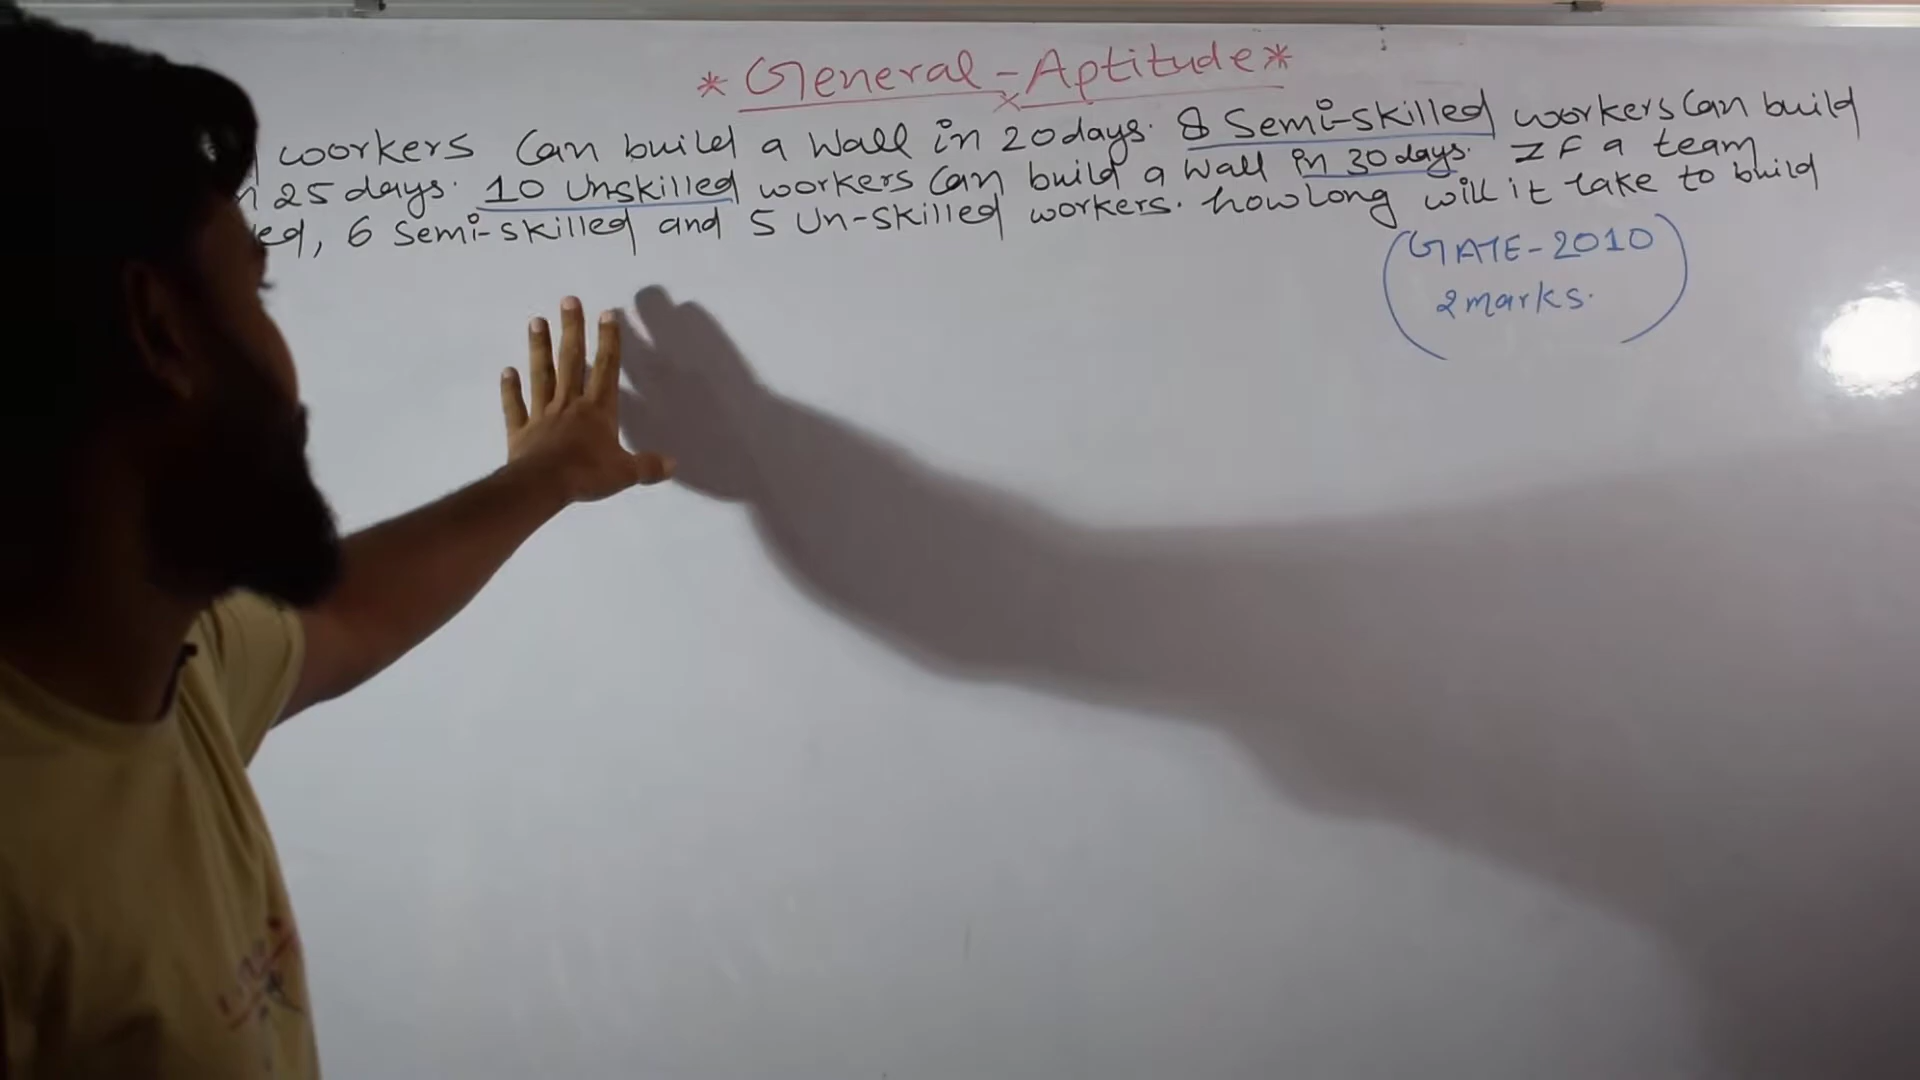 * General - Aptitude *
workers Can build a wall in 20 days. 8 Semi-skilled workers Can build
25 days. 10 Unskilled workers Can build a wall in 30 days. If a team
6 Semi-skilled and 5 Un-skilled workers. how long will it take to build
(GATE-2010
2 marks.)